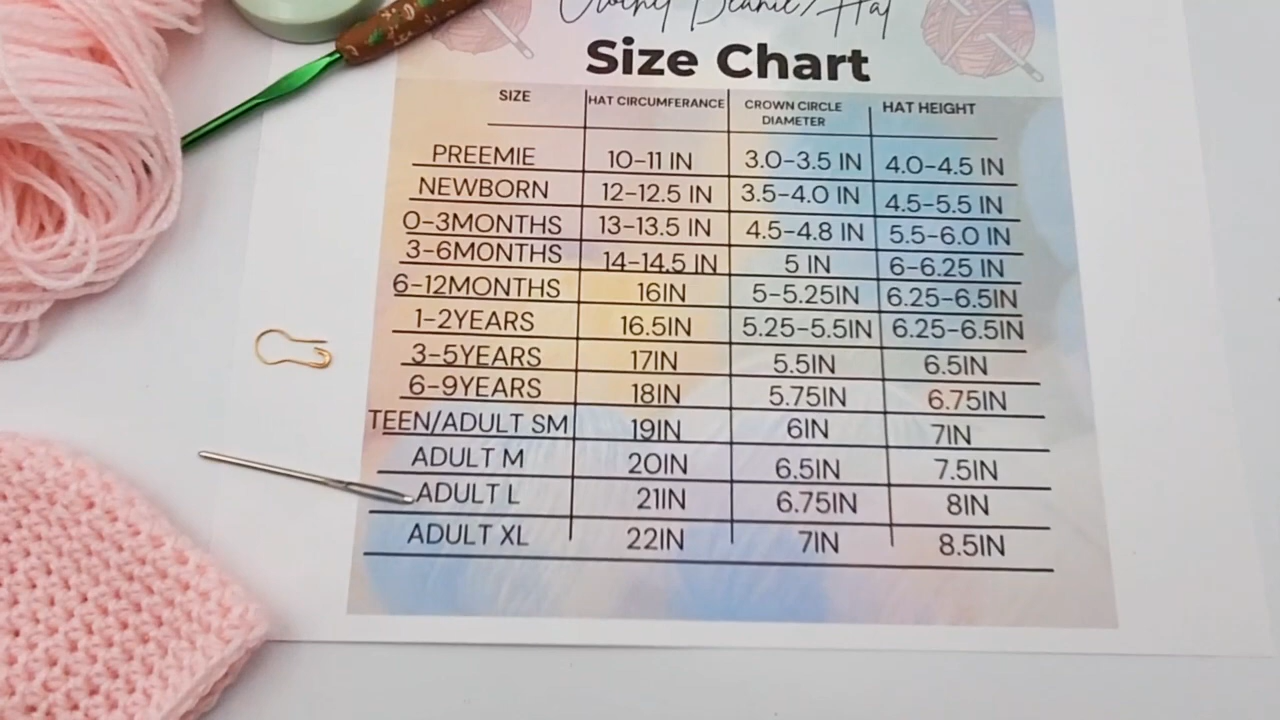 Crochet Beanie/Hat
Size Chart
SIZE HAT CIRCUMFERANCE CROWN CIRCLE DIAMETER HAT HEIGHT
PREEMIE 10-11 IN 3.0-3.5 IN 4.0-4.5 IN
NEWBORN 12-12.5 IN 3.5-4.0 IN 4.5-5.5 IN
0-3MONTHS 13-13.5 IN 4.5-4.8 IN 5.5-6.0 IN
3-6MONTHS 14-14.5 IN 5 IN 6-6.25 IN
6-12MONTHS 16IN 5-5.25IN 6.25-6.5IN
1-2YEARS 16.5IN 5.25-5.5IN 6.25-6.5IN
3-5YEARS 17IN 5.5IN 6.5IN
6-9YEARS 18IN 5.75IN 6.75IN
TEEN/ADULT SM 19IN 6IN 7IN
ADULT M 20IN 6.5IN 7.5IN
ADULT L 21IN 6.75IN 8IN
ADULT XL 22IN 7IN 8.5IN